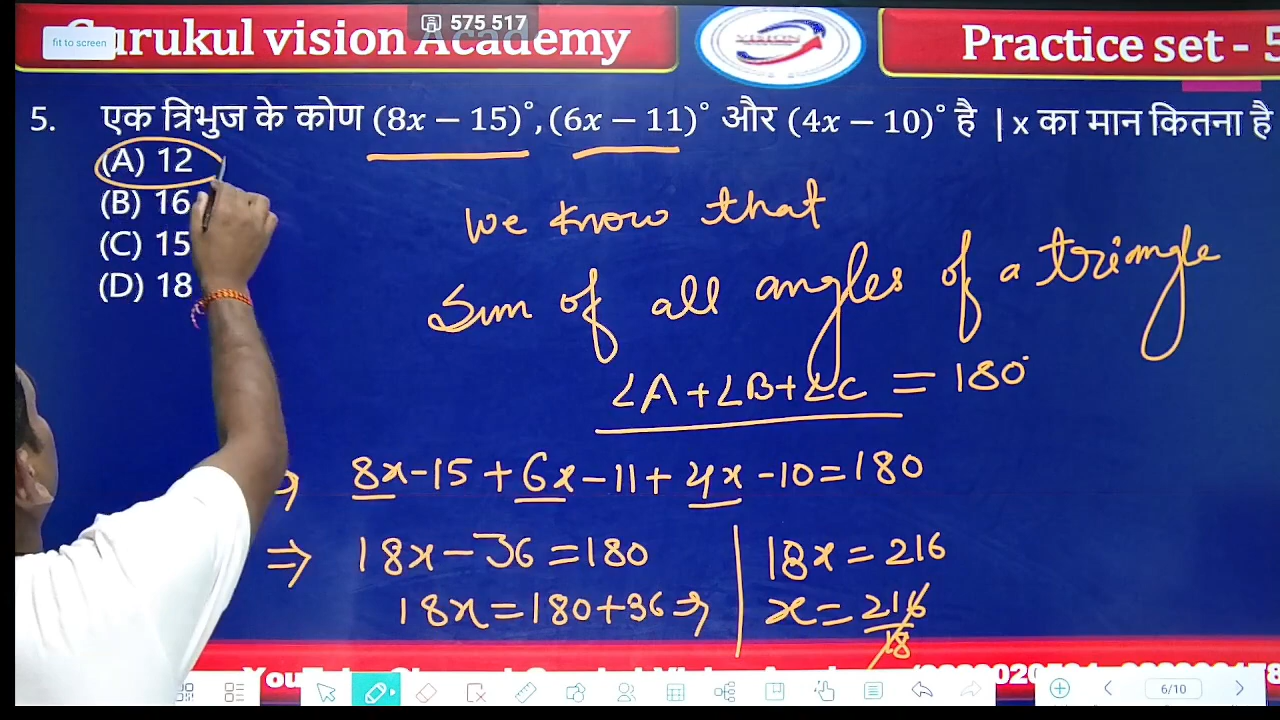 575 517
fit to screen
urukul vision Academy
VISION
Practice set - 5
5. एक त्रिभुज के कोण (8x − 15)°, (6x − 11)° और (4x − 10)° है | x का मान कितना है
(A) 12
(B) 16
(C) 15
(D) 18
We know that
Sum of all angles of a triangle
∠A+∠B+∠C = 180°
⇒ 8x-15+6x-11+4x-10=180
⇒ 18x-36=180
18x=180+36⇒
18x=216
x=216/18
6/10